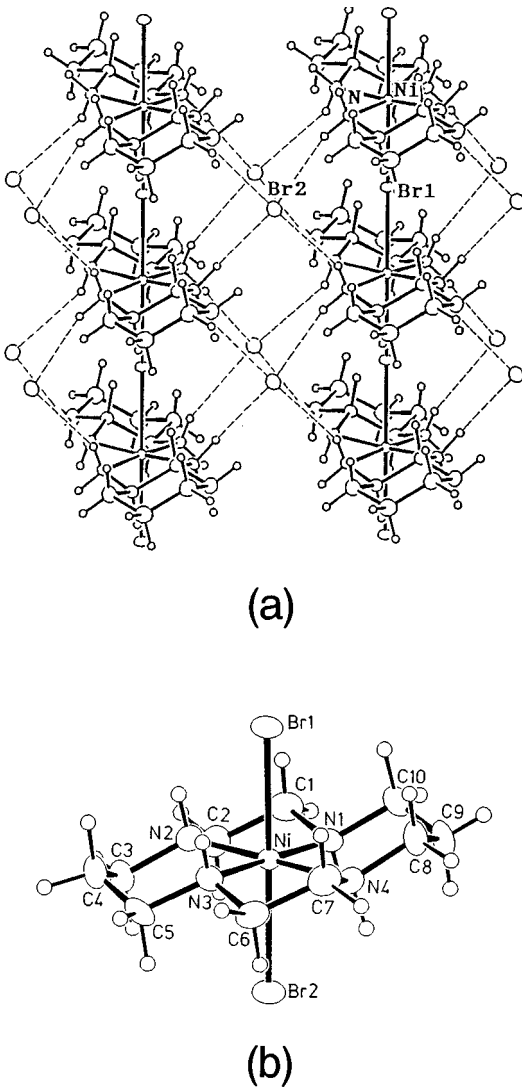 N Ni
Br2 Br1
(a)
Br1
C1 C10
N2 C2 N1 C9
C3 Ni C8
C4 N3 N4
C5 C7
C6
Br2
(b)